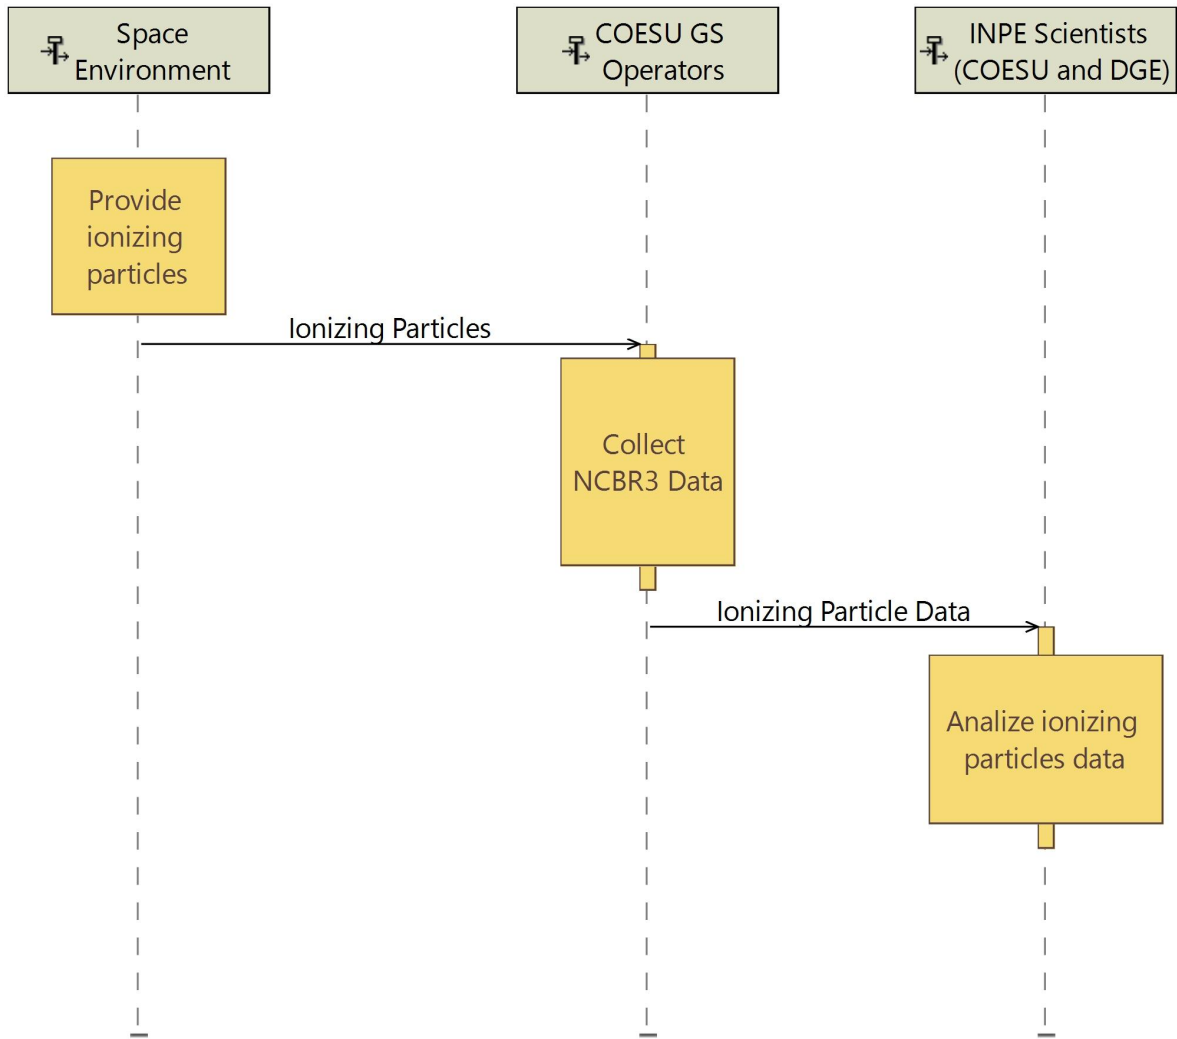 Space
Environment
COESU GS
Operators
INPE Scientists
(COESU and DGE)
Provide
ionizing
particles
Ionizing Particles
Collect
NCBR3 Data
Ionizing Particle Data
Analize ionizing
particles data